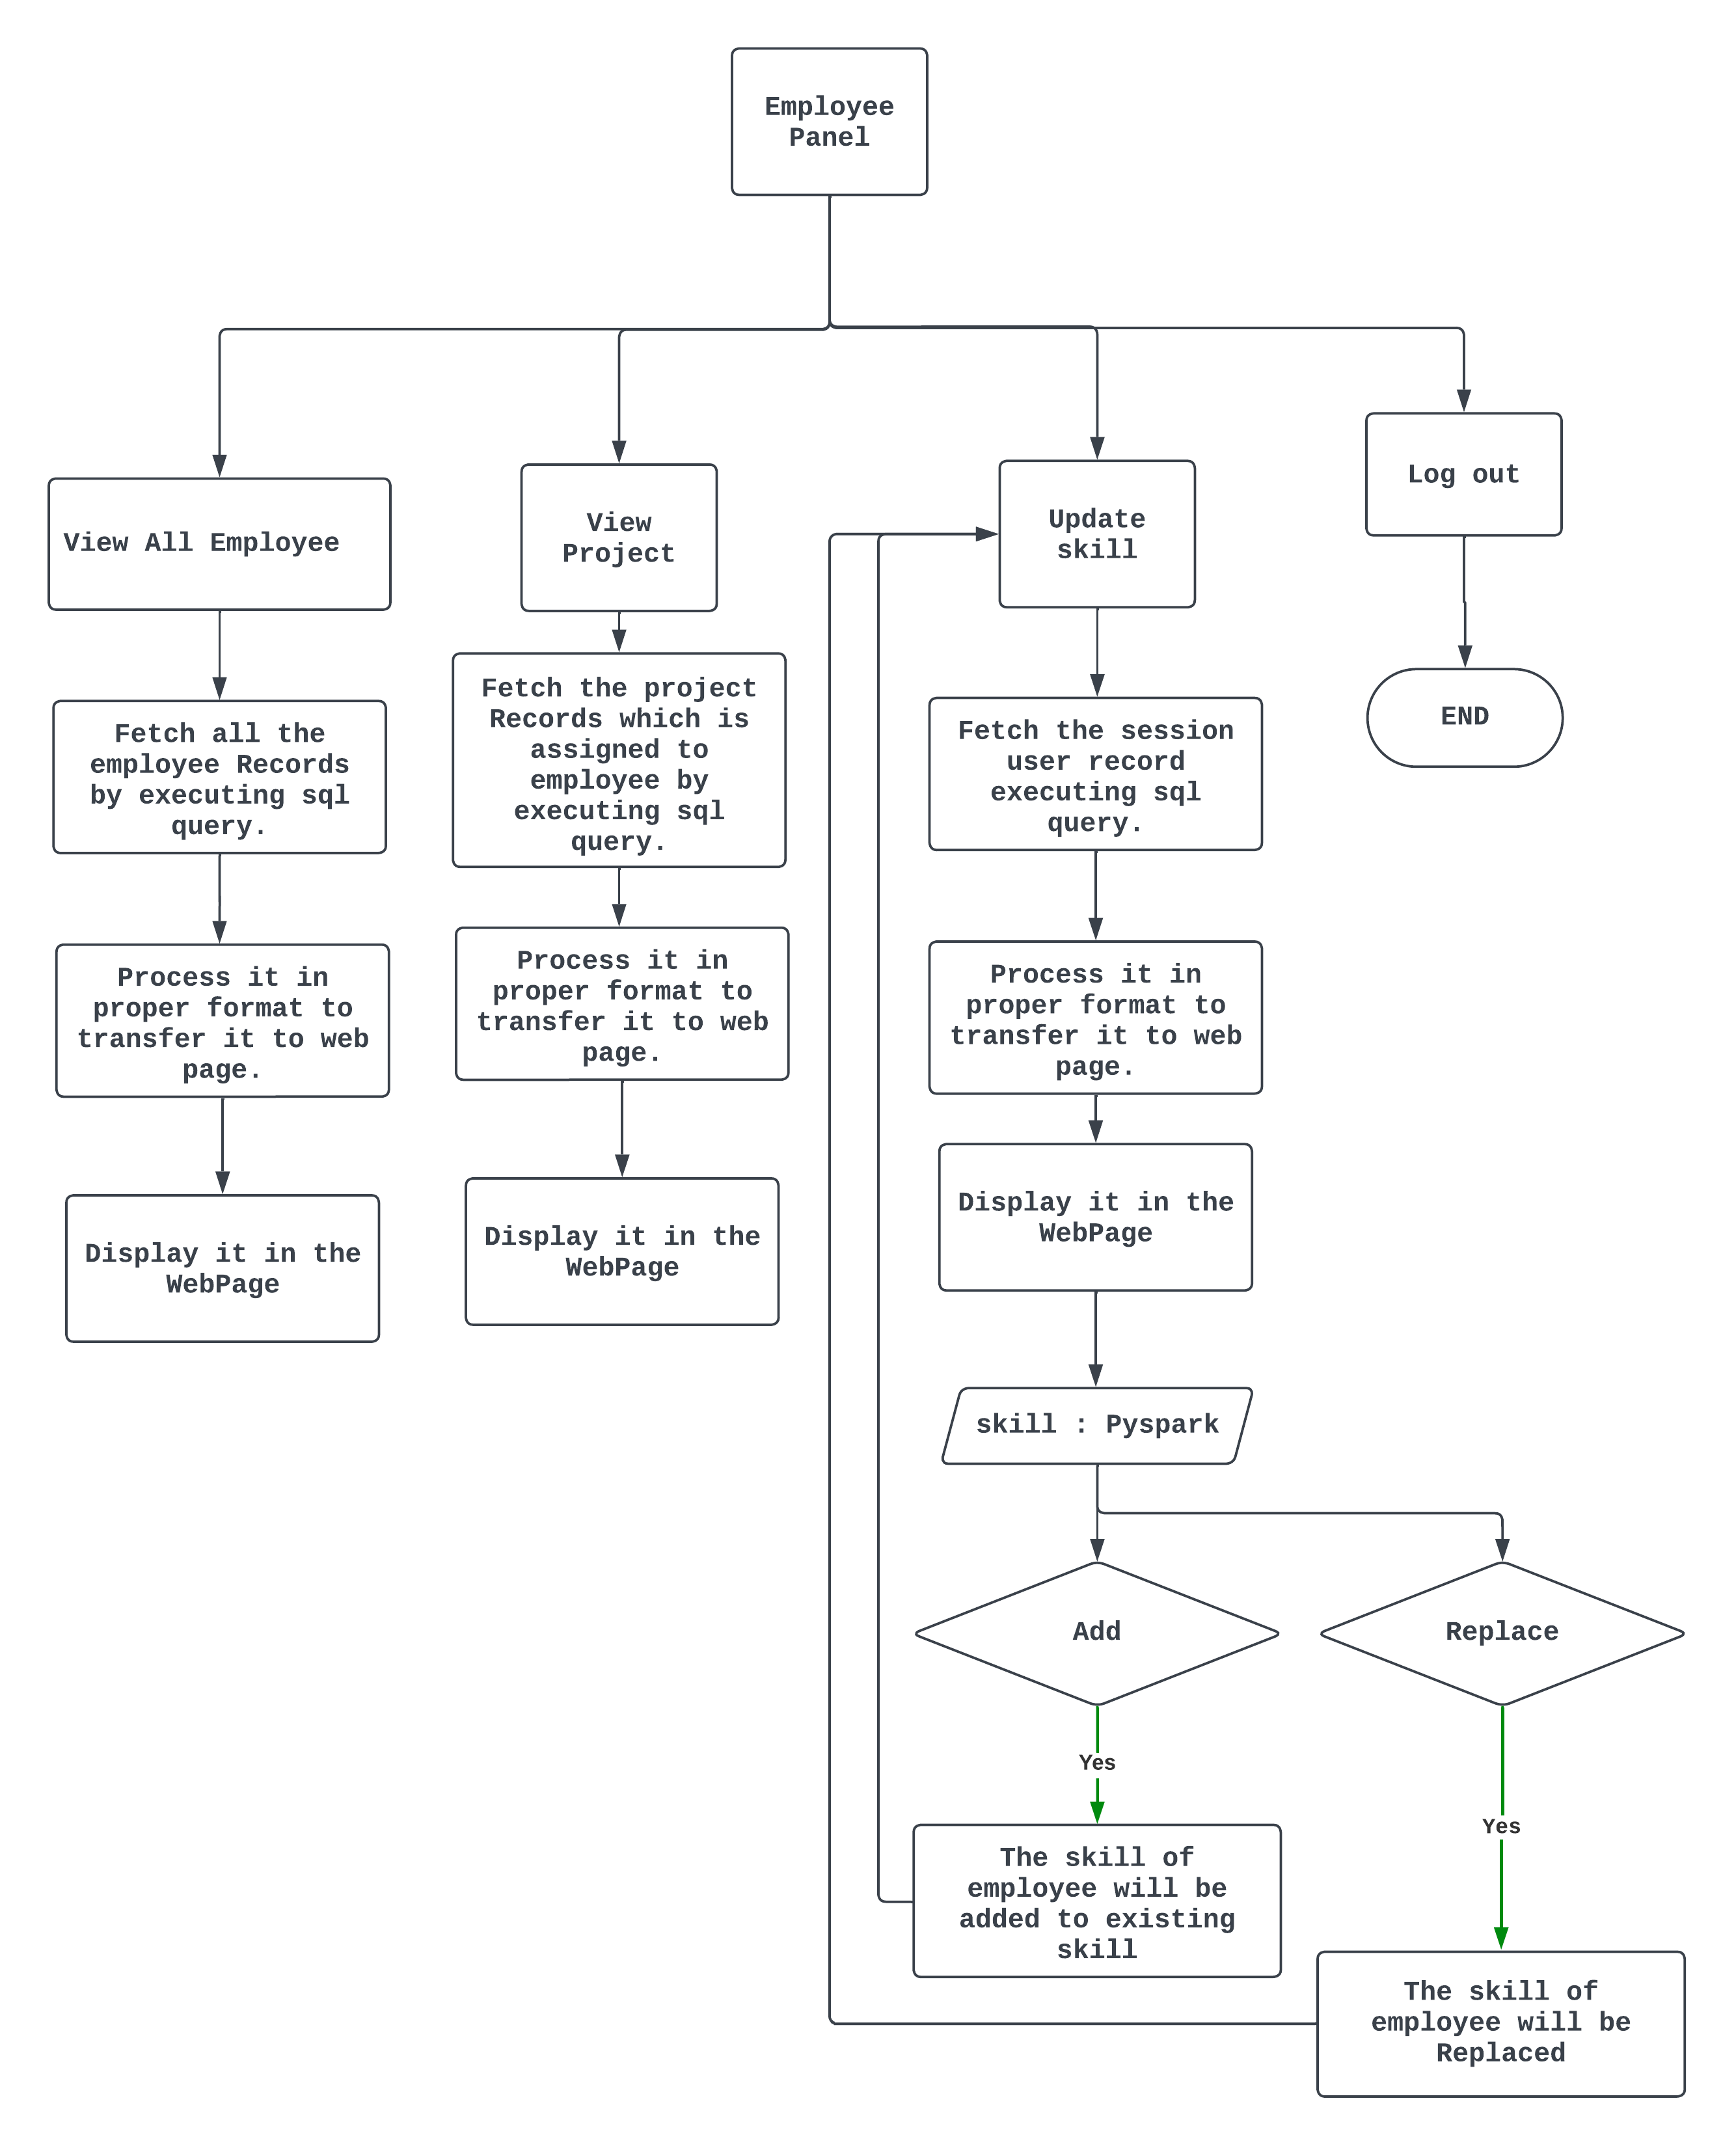 Employee
Panel
View All Employee
Fetch all the
employee Records
by executing sql
query.
Process it in
proper format to
transfer it to web
page.
Display it in the
WebPage
View
Project
Fetch the project
Records which is
assigned to
employee by
executing sql
query.
Process it in
proper format to
transfer it to web
page.
Display it in the
WebPage
Update
skill
Fetch the session
user record
executing sql
query.
Process it in
proper format to
transfer it to web
page.
Display it in the
WebPage
skill : Pyspark
Add
Yes
The skill of
employee will be
added to existing
skill
Replace
Yes
The skill of
employee will be
Replaced
Log out
END